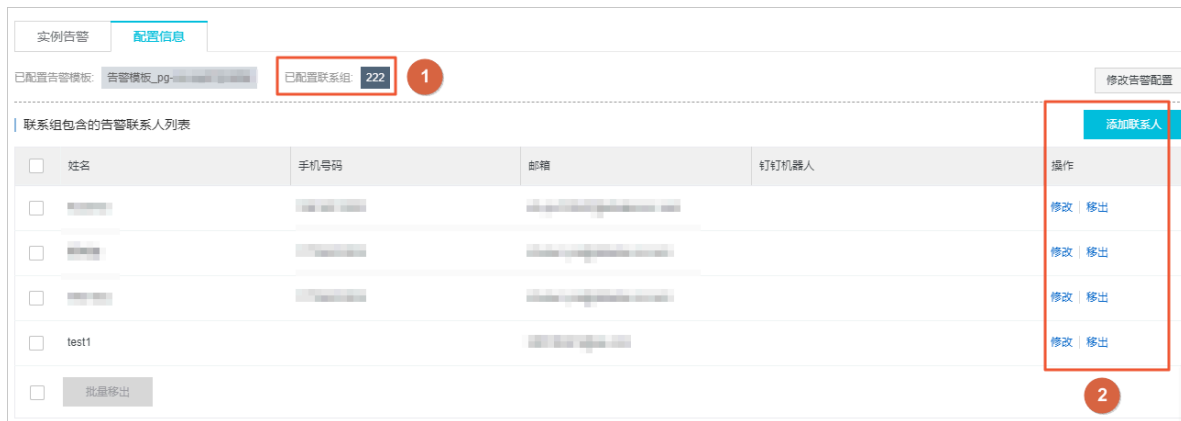 实例告警 配置信息
已配置告警模板: 告警模板_pg- 已配置联系组: 222 1 修改告警配置
联系组包含的告警联系人列表 添加联系人
姓名 手机号码 邮箱 钉钉机器人 操作
修改 移出
修改 移出
修改 移出
test1 修改 移出
批量移出
2